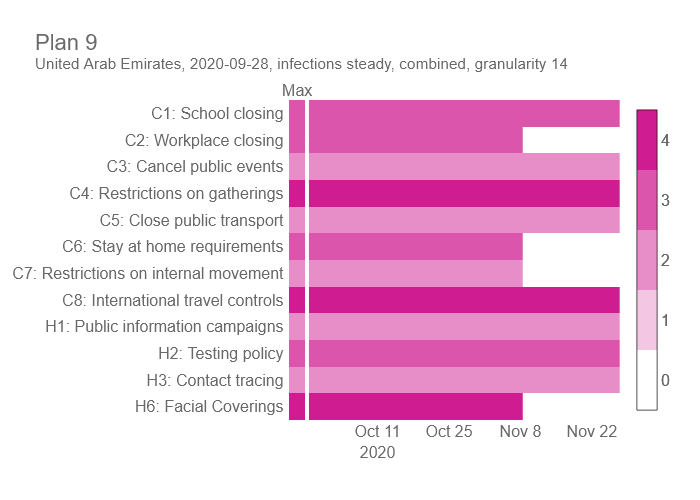 Plan 9
United Arab Emirates, 2020-09-28, infections steady, combined, granularity 14
Max
C1: School closing
C2: Workplace closing
C3: Cancel public events
C4: Restrictions on gatherings
C5: Close public transport
C6: Stay at home requirements
C7: Restrictions on internal movement
C8: International travel controls
H1: Public information campaigns
H2: Testing policy
H3: Contact tracing
H6: Facial Coverings
4
3
2
1
0
Oct 11 Oct 25 Nov 8 Nov 22
2020